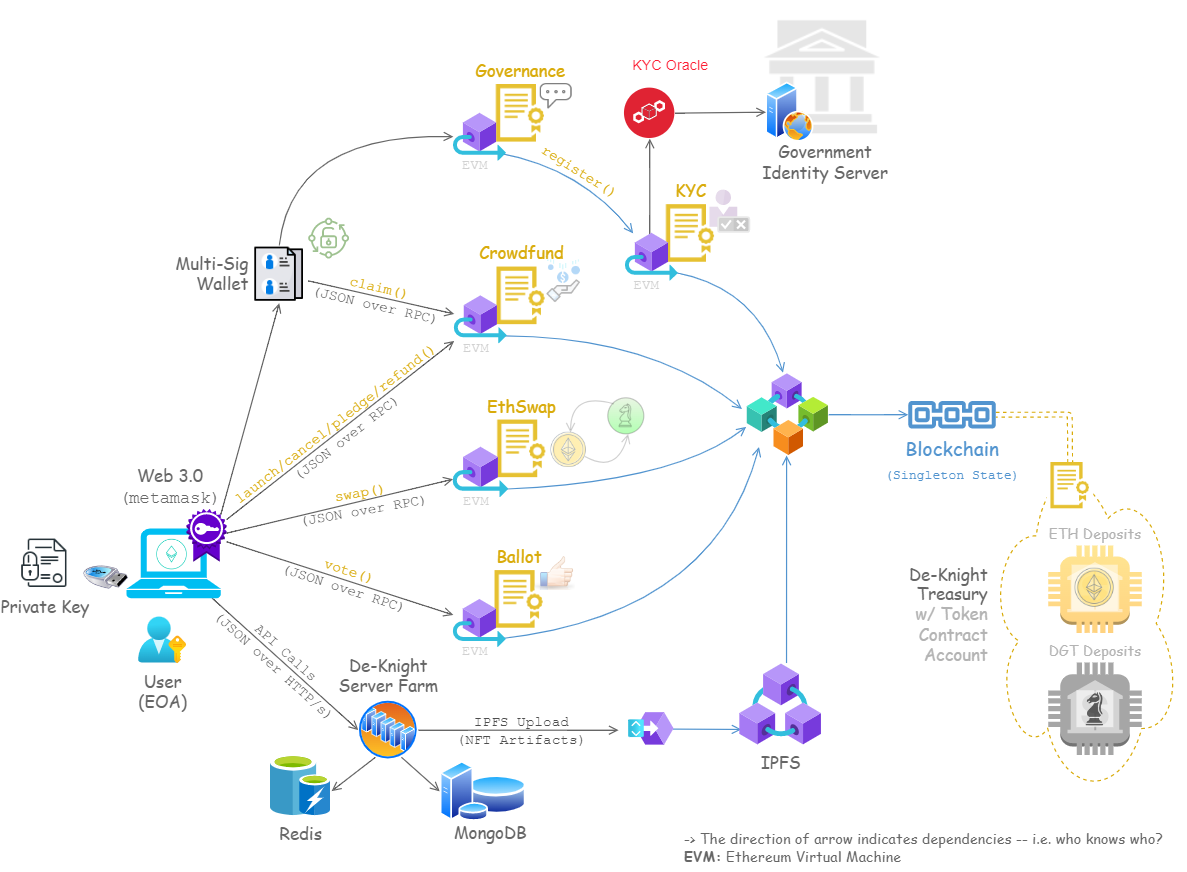 Governance
EVM
register()
KYC Oracle
Government
Identity Server
KYC
EVM
Multi-Sig
Wallet
Crowdfund
claim()
(JSON over RPC)
EVM
launch/cancel/pledge/refund()
(JSON over RPC)
EthSwap
swap()
(JSON over RPC)
EVM
Blockchain
(Singleton State)
Web 3.0
(metamask)
Private Key
User
(EOA)
Ballot
vote()
(JSON over RPC)
EVM
ETH Deposits
De-Knight
Treasury
w/ Token
Contract
Account
DGT Deposits
API Calls
(JSON over HTTP/s)
De-Knight
Server Farm
IPFS Upload
(NFT Artifacts)
IPFS
Redis
MongoDB
-> The direction of arrow indicates dependencies -- i.e. who knows who?
EVM: Ethereum Virtual Machine